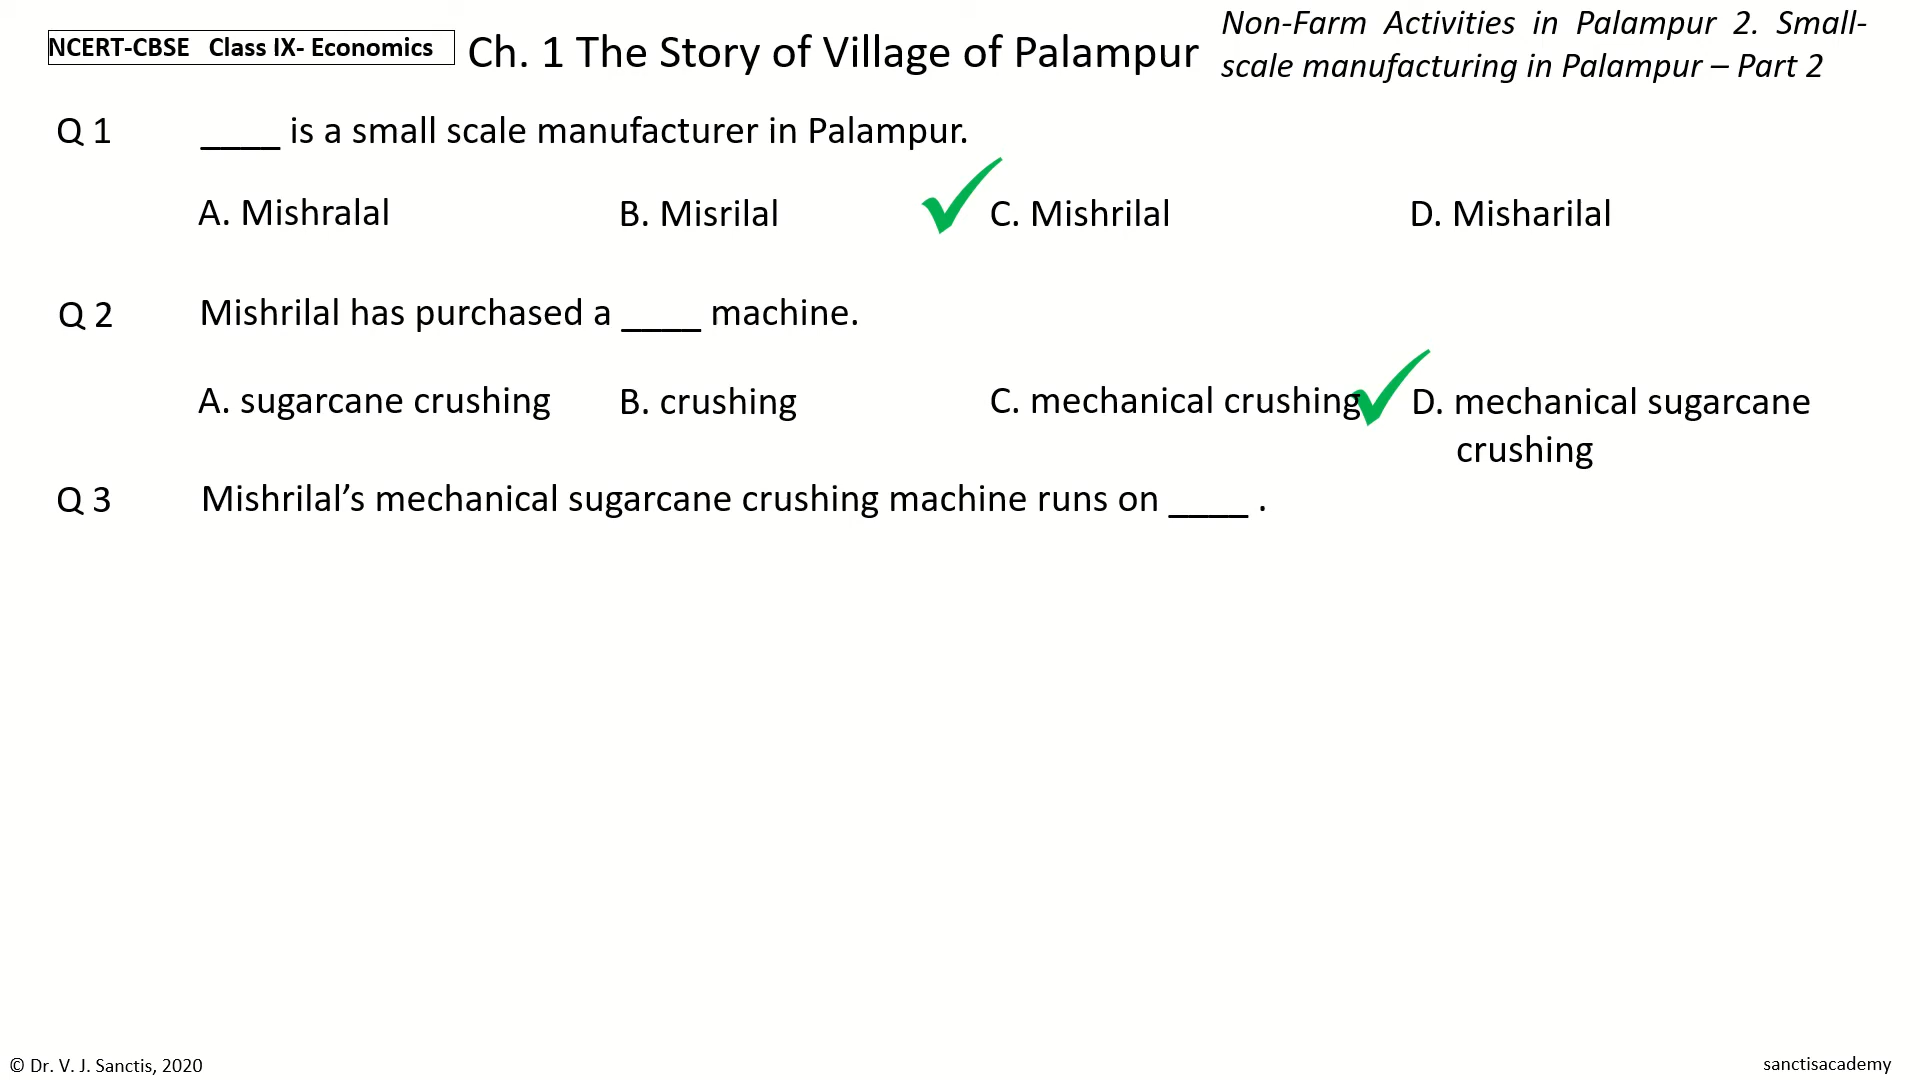 NCERT-CBSE Class IX- Economics
Ch. 1 The Story of Village of Palampur
Non-Farm Activities in Palampur 2. Small-
scale manufacturing in Palampur – Part 2
Q 1 ____ is a small scale manufacturer in Palampur.
A. Mishralal B. Misrilal C. Mishrilal D. Misharilal
Q 2 Mishrilal has purchased a ____ machine.
A. sugarcane crushing B. crushing C. mechanical crushing D. mechanical sugarcane
crushing
Q 3 Mishrilal’s mechanical sugarcane crushing machine runs on ____ .
© Dr. V. J. Sanctis, 2020
sanctisacademy